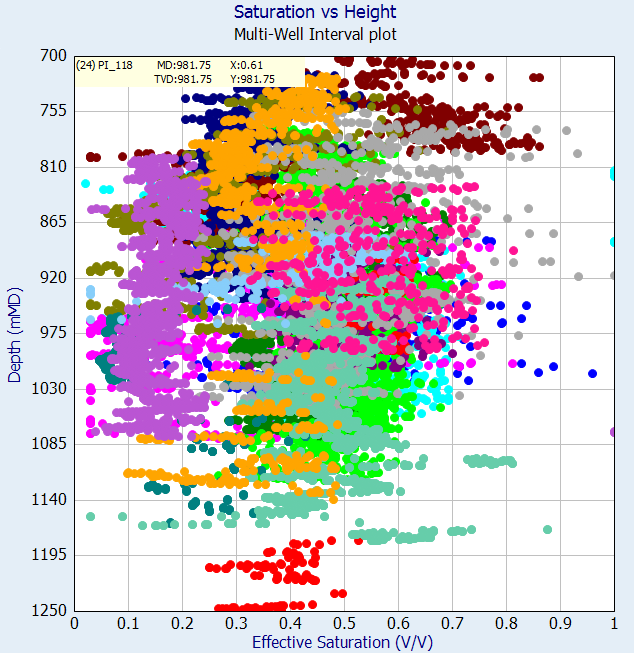 Saturation vs Height
Multi-Well Interval plot
(24) PI_118 MD:981.75 X:0.61
TVD:981.75 Y:981.75
700
755
810
865
920
975
1030
1085
1140
1195
1250
Depth (mMD)
0 0.1 0.2 0.3 0.4 0.5 0.6 0.7 0.8 0.9 1
Effective Saturation (V/V)